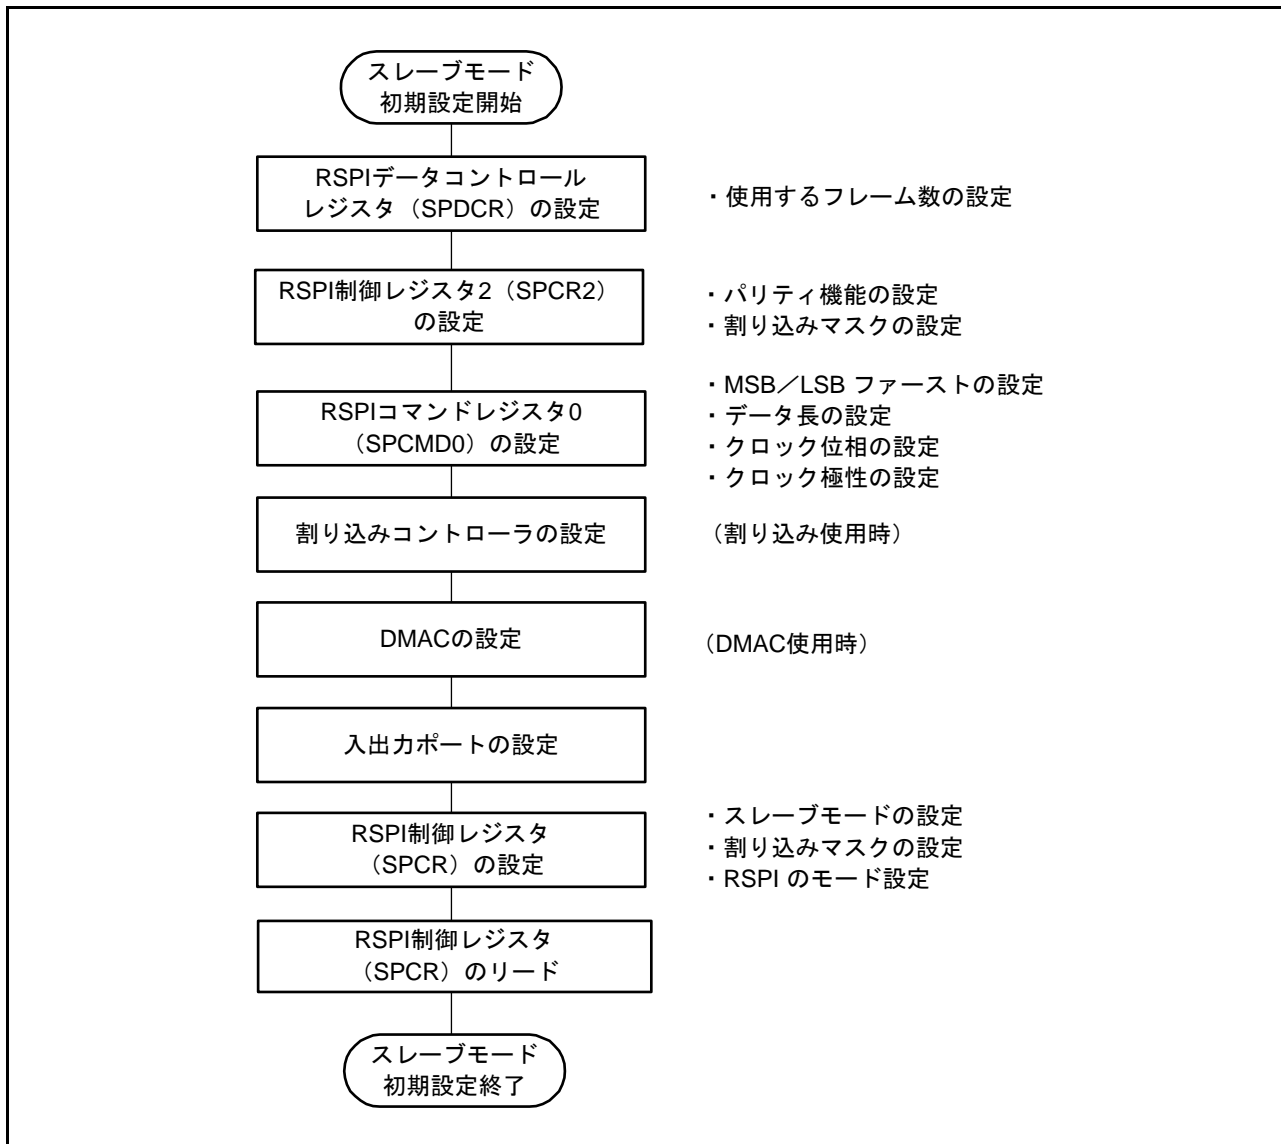 スレーブモード
初期設定開始
RSPIデータコントロール
レジスタ（SPDCR）の設定
・使用するフレーム数の設定
RSPI制御レジスタ2（SPCR2）
の設定
・パリティ機能の設定
・割り込みマスクの設定
RSPIコマンドレジスタ0
（SPCMD0）の設定
・MSB／LSB ファーストの設定
・データ長の設定
・クロック位相の設定
・クロック極性の設定
割り込みコントローラの設定
（割り込み使用時）
DMACの設定
（DMAC使用時）
入出力ポートの設定
RSPI制御レジスタ
（SPCR）の設定
・スレーブモードの設定
・割り込みマスクの設定
・RSPI のモード設定
RSPI制御レジスタ
（SPCR）のリード
スレーブモード
初期設定終了